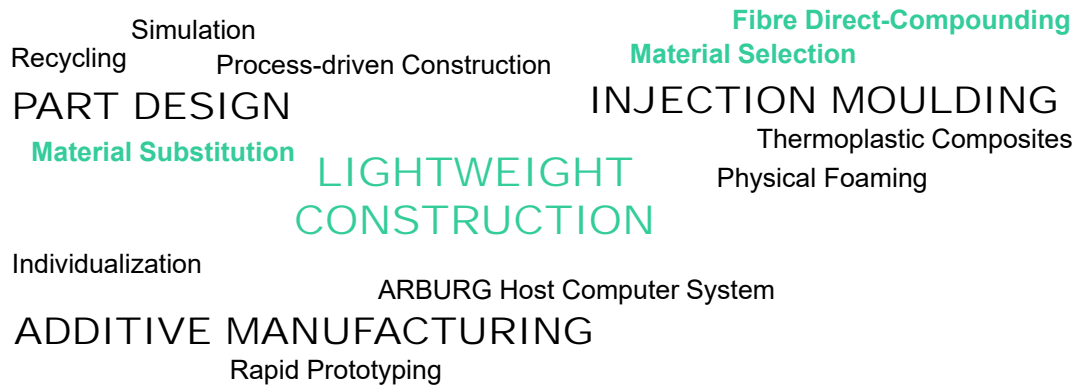 Fibre Direct-Compounding
Simulation
Material Selection
Recycling
Process-driven Construction
PART DESIGN
INJECTION MOULDING
Thermoplastic Composites
Material Substitution
LIGHTWEIGHT
CONSTRUCTION
Physical Foaming
Individualization
ARBURG Host Computer System
ADDITIVE MANUFACTURING
Rapid Prototyping